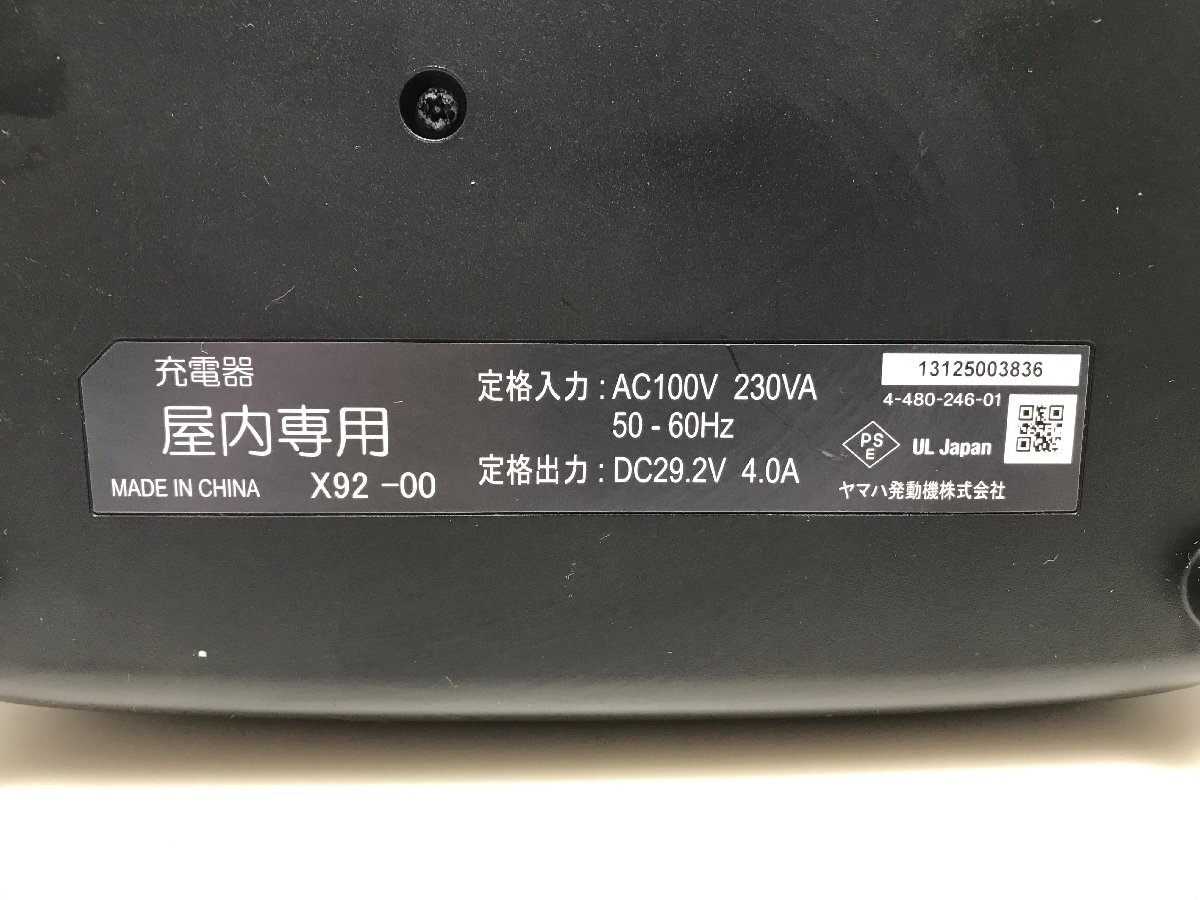 充電器
屋内専用
MADE IN CHINA X92 -00
定格入力 : AC100V 230VA
50 - 60Hz
定格出力 : DC29.2V 4.0A
13125003836
4-480-246-01
PS
E
UL Japan
ヤマハ発動機株式会社